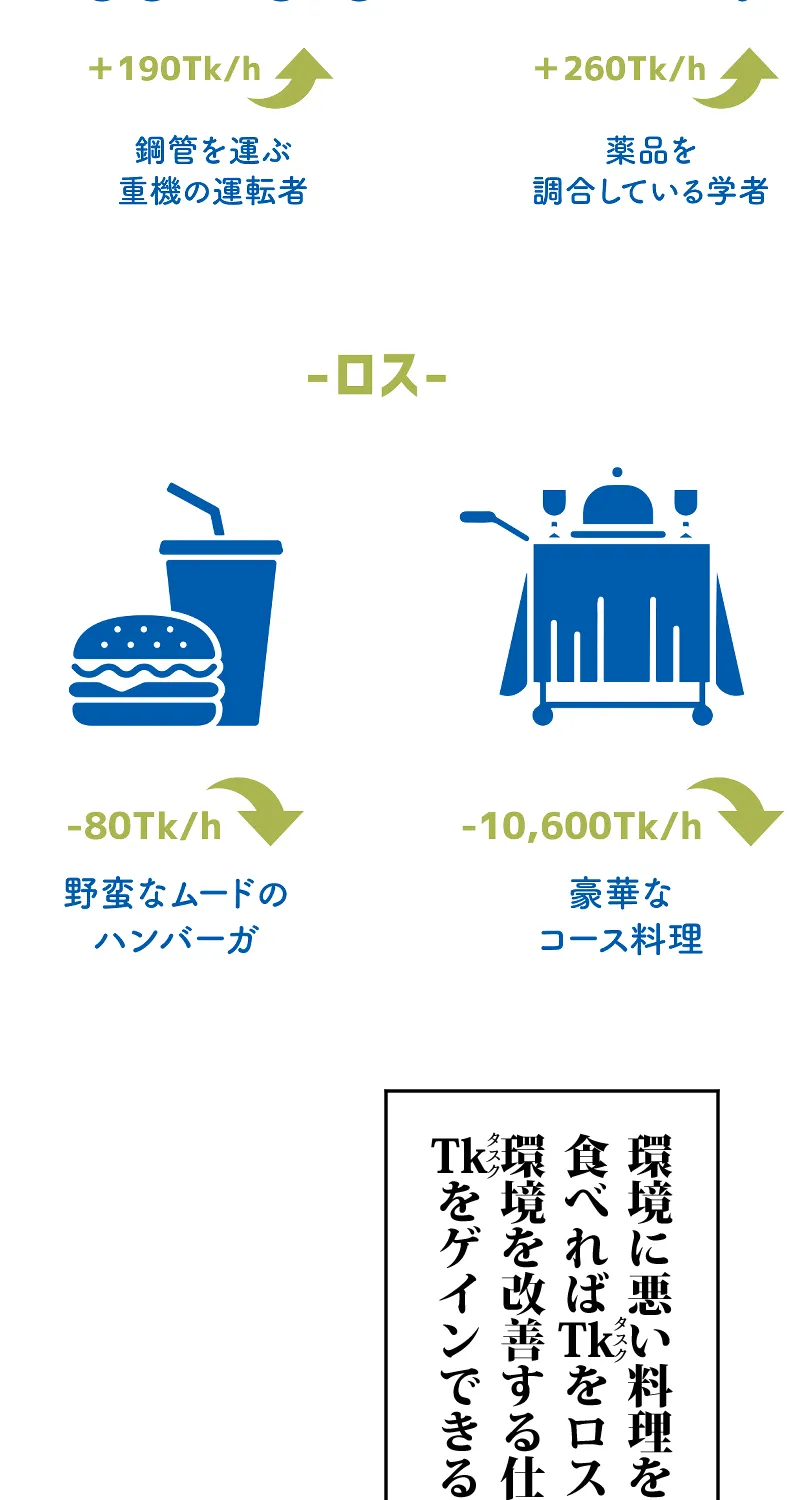 +190Tk/h
鋼管を運ぶ
重機の運転者
+260Tk/h
薬品を
調合している学者
-ロス-
-80Tk/h
野蛮なムードの
ハンバーガ
-10,600Tk/h
豪華な
コース料理
環境に悪い料理を
食べればTkをロス
タスク
環境を改善する仕
Tkをゲインできる
タスク